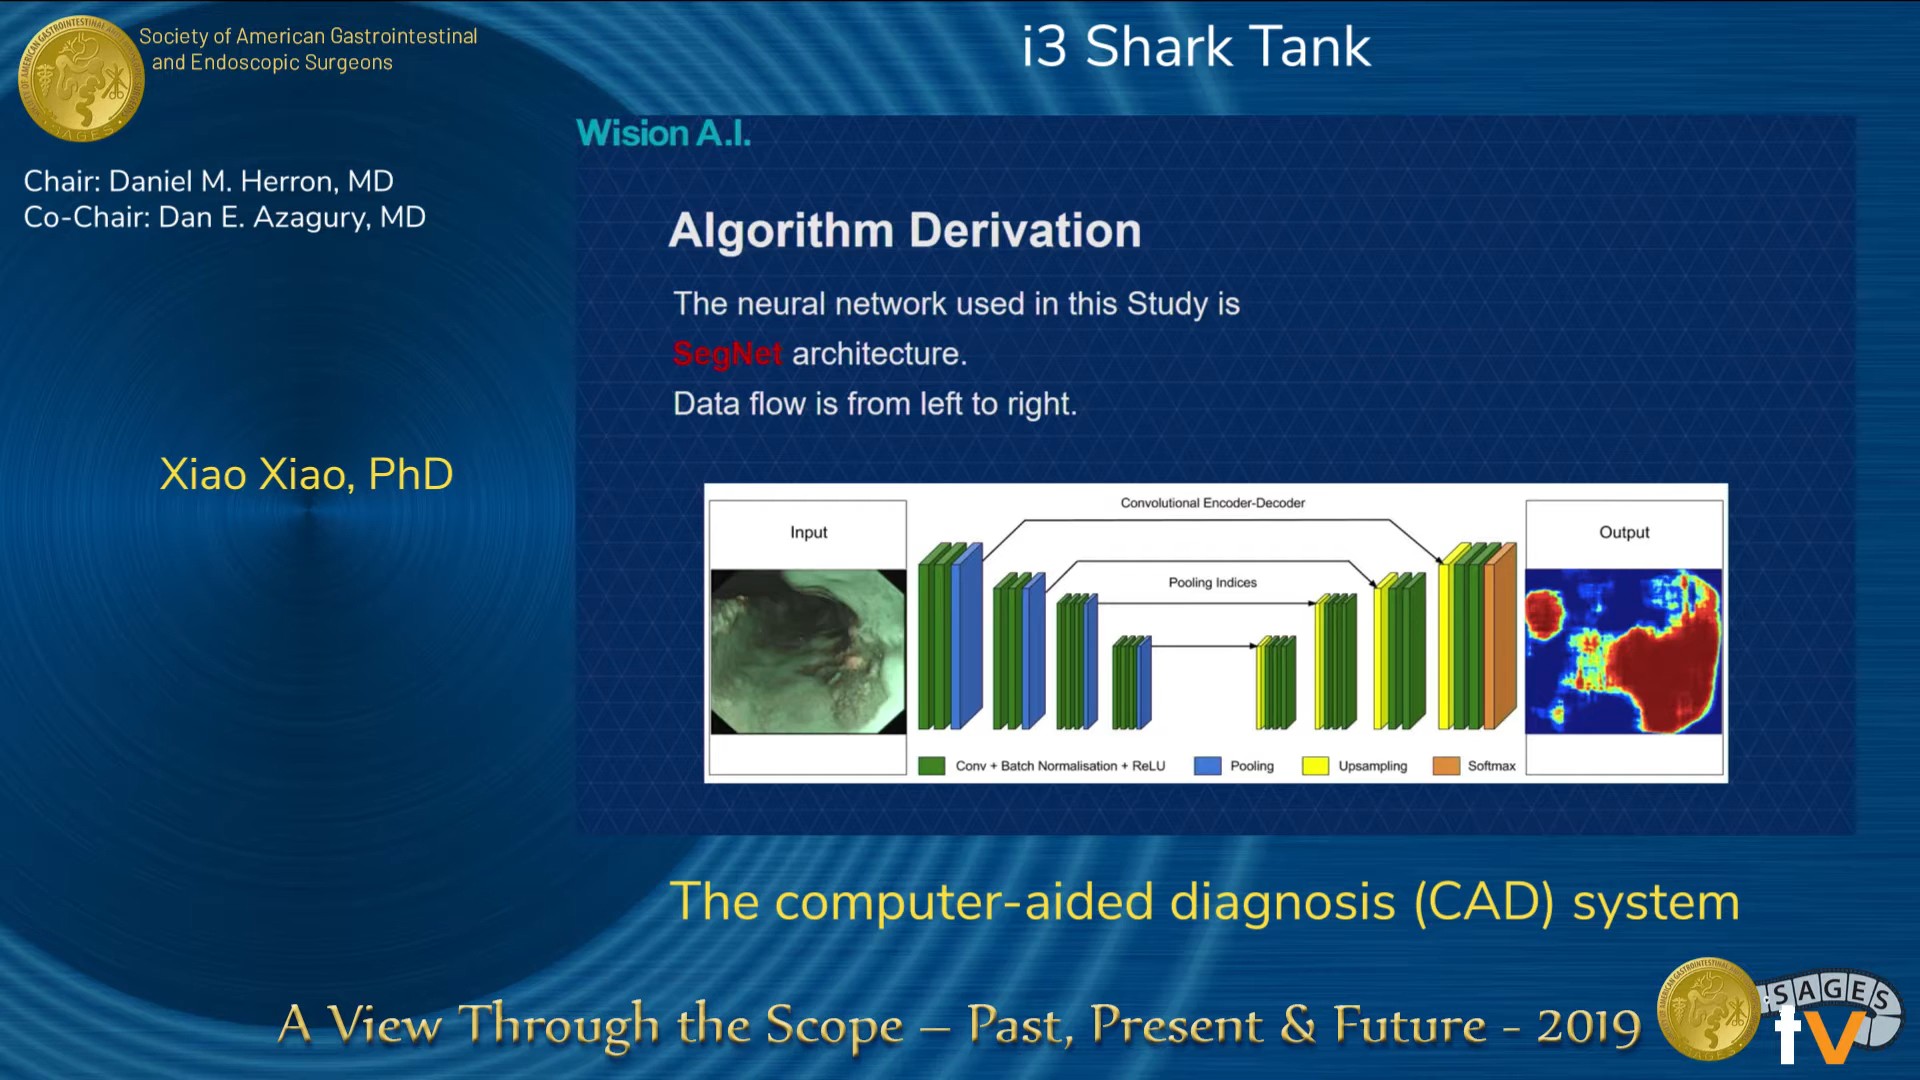 Society of American Gastrointestinal
and Endoscopic Surgeons
i3 Shark Tank
Chair: Daniel M. Herron, MD
Co-Chair: Dan E. Azagury, MD
Xiao Xiao, PhD
Wision A.I.
Algorithm Derivation
The neural network used in this Study is
SegNet architecture.
Data flow is from left to right.
Convolutional Encoder-Decoder
Input
Output
Pooling Indices
Conv + Batch Normalisation + ReLU
Pooling
Upsampling
Softmax
The computer-aided diagnosis (CAD) system
A View Through the Scope – Past, Present & Future - 2019
SAGES
tv